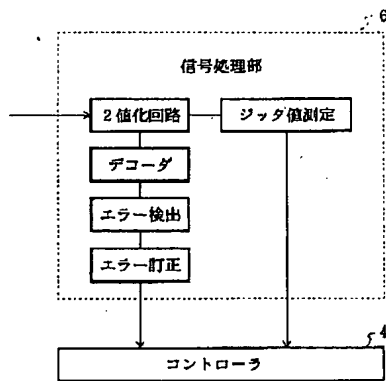 6
信号処理部
2値化回路
ジッタ値測定
デコーダ
エラー検出
エラー訂正
4
コントローラ